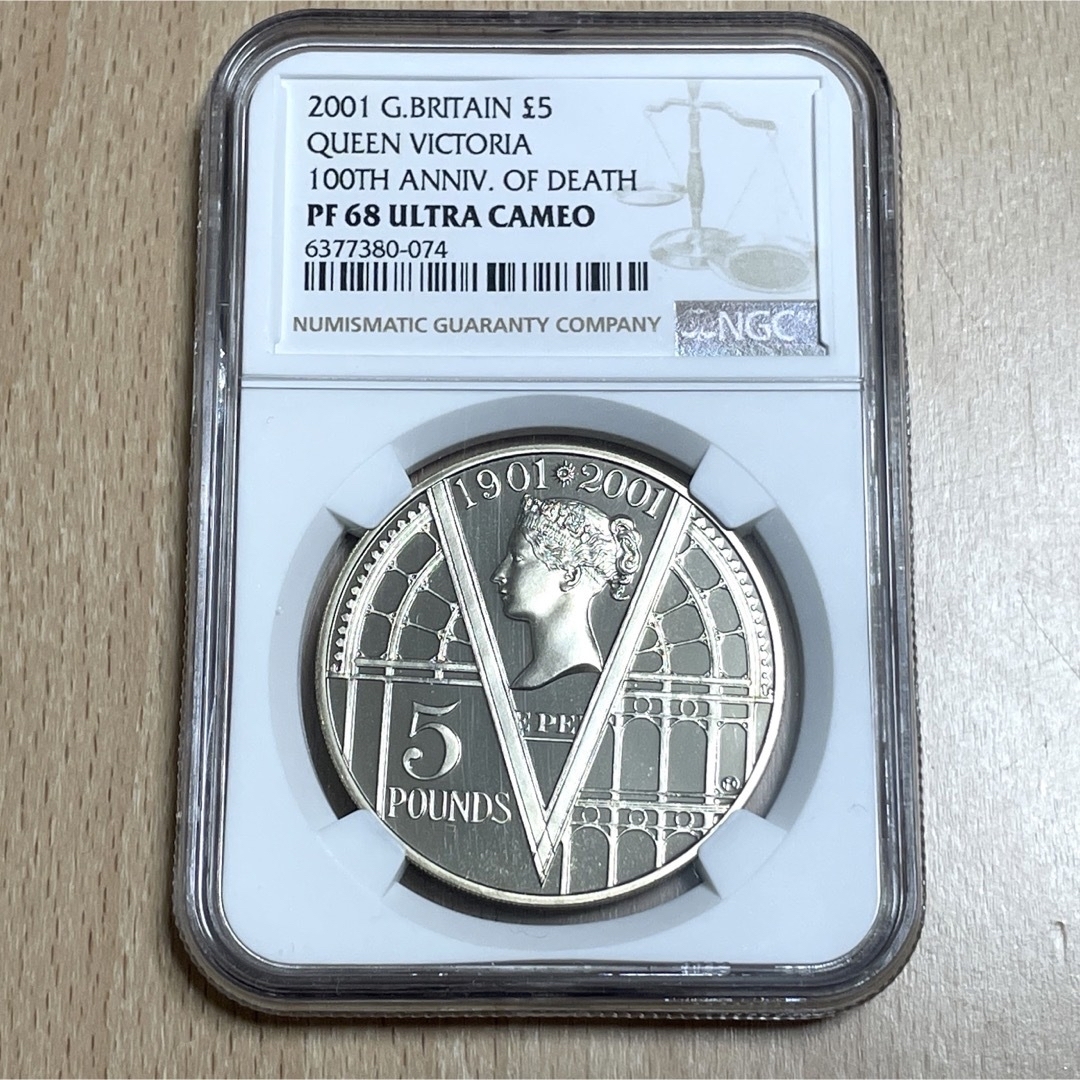 2001 G.BRITAIN £5
QUEEN VICTORIA
100TH ANNIV. OF DEATH
PF 68 ULTRA CAMEO
6377380-074
NUMISMATIC GUARANTY COMPANY
NGC
1901 2001
E PE
5
POUNDS
V